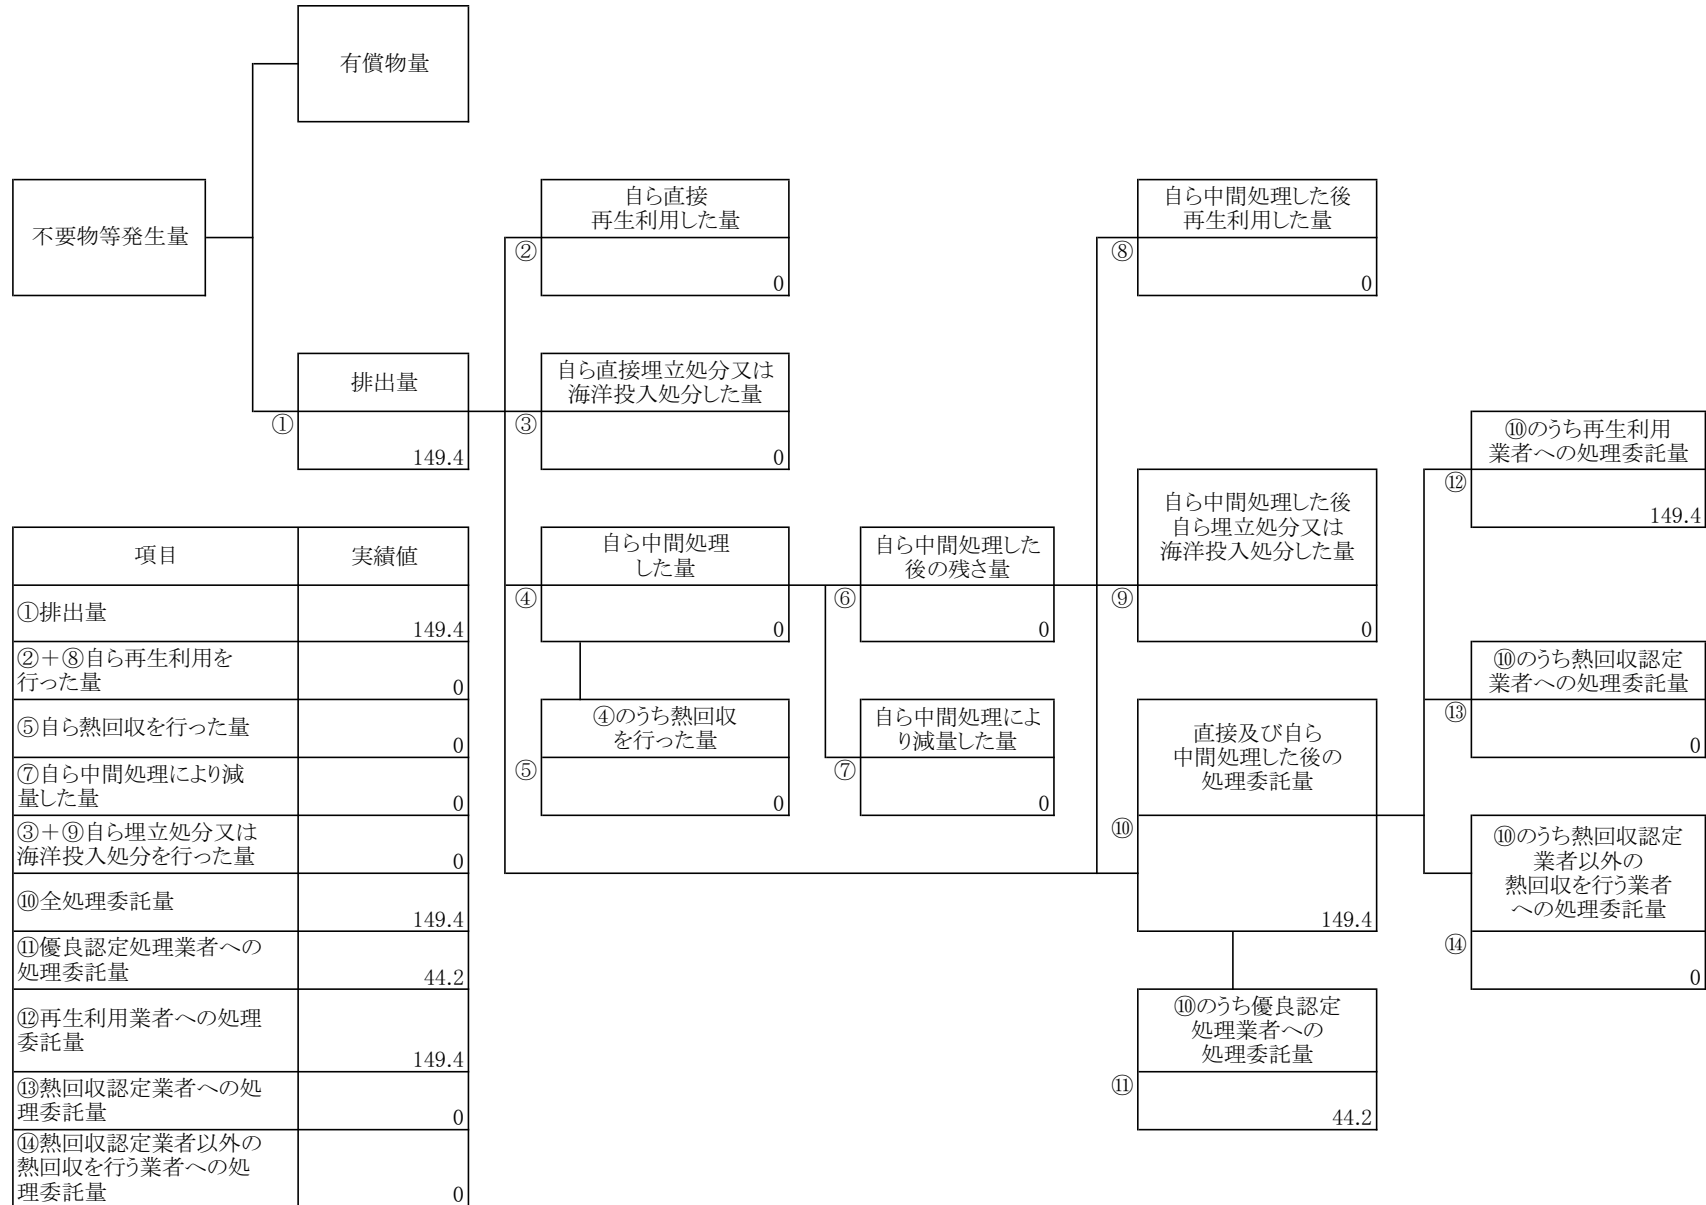 有償物量
不要物等発生量
排出量
①
149.4
自ら直接
再生利用した量
②
0
自ら直接埋立処分又は
海洋投入処分した量
③
0
自ら中間処理
した量
④
0
④のうち熱回収
を行った量
⑤
0
自ら中間処理した
後の残さ量
⑥
0
自ら中間処理によ
り減量した量
⑦
0
自ら中間処理した後
再生利用した量
⑧
0
自ら中間処理した後
自ら埋立処分又は
海洋投入処分した量
⑨
0
直接及び自ら
中間処理した後の
処理委託量
⑩
149.4
⑩のうち優良認定
処理業者への
処理委託量
⑪
44.2
⑩のうち再生利用
業者への処理委託量
⑫
149.4
⑩のうち熱回収認定
業者への処理委託量
⑬
0
⑩のうち熱回収認定
業者以外の
熱回収を行う業者
への処理委託量
⑭
0
項目 実績値
①排出量
149.4
②＋⑧自ら再生利用を
行った量
0
⑤自ら熱回収を行った量
0
⑦自ら中間処理により減
量した量
0
③＋⑨自ら埋立処分又は
海洋投入処分を行った量
0
⑩全処理委託量
149.4
⑪優良認定処理業者への
処理委託量
44.2
⑫再生利用業者への処理
委託量
149.4
⑬熱回収認定業者への処
理委託量
0
⑭熱回収認定業者以外の
熱回収を行う業者への処
理委託量
0